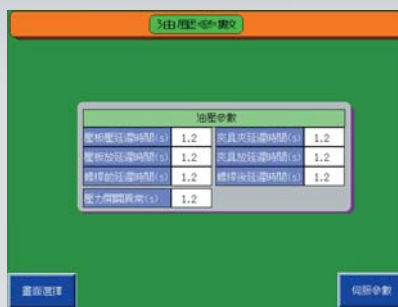 油壓參數
油壓參數
壓板壓延遲時間(s) 1.2 夾具夾延遲時間(s) 1.2
壓板放延遲時間(s) 1.2 夾具放延遲時間(s) 1.2
螺桿前延遲時間(s) 1.2 螺桿後延遲時間(s) 1.2
壓力開關異常(s) 1.2
畫面選擇
伺服參數